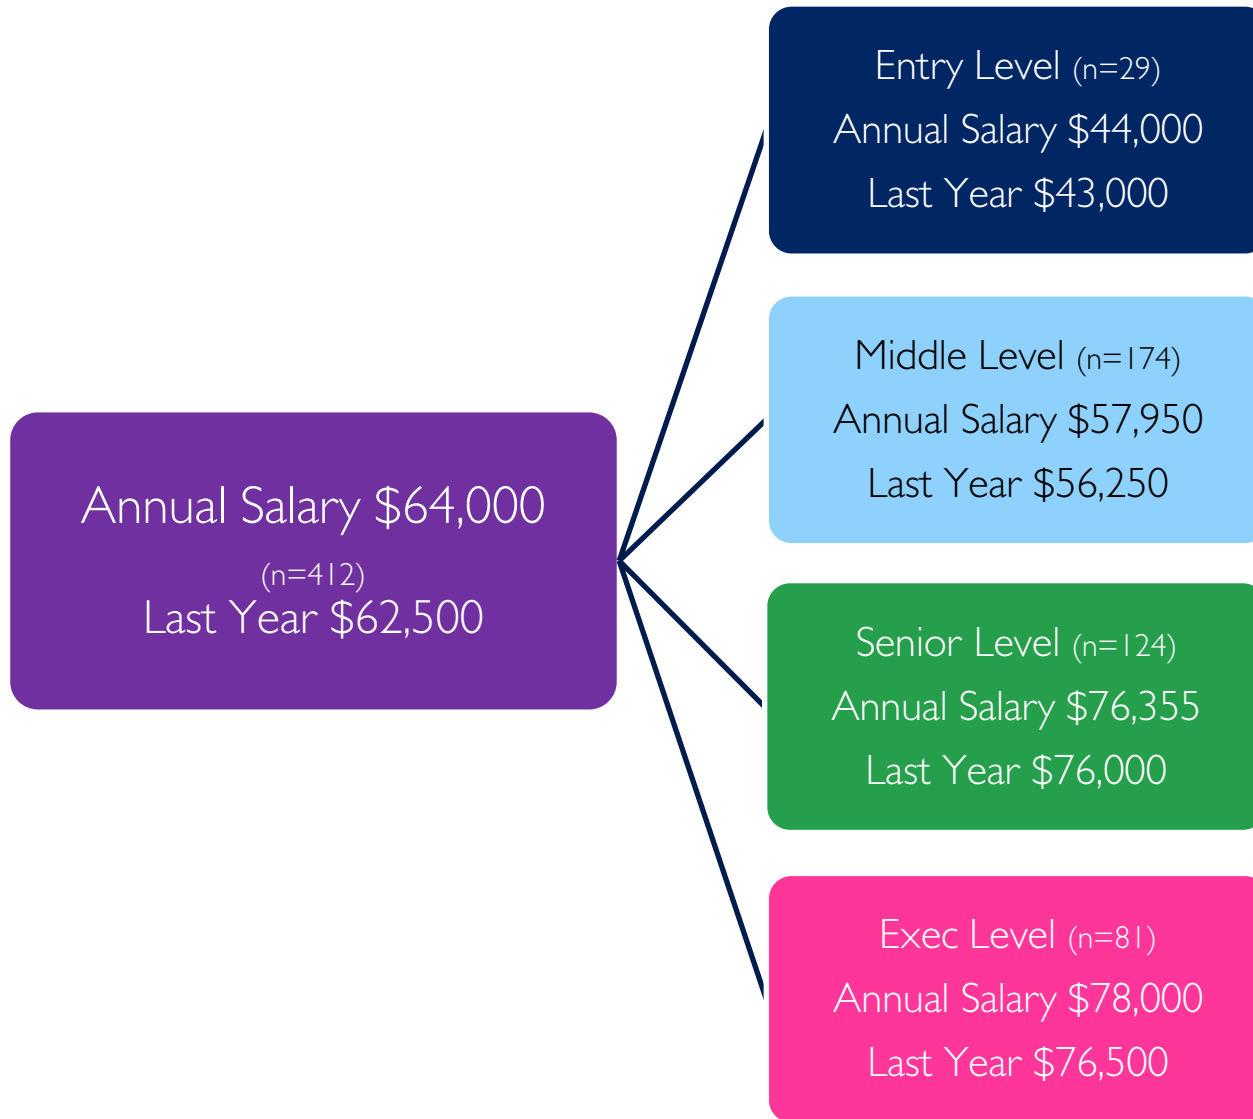 Annual Salary $64,000
(n=412)
Last Year $62,500
Entry Level (n=29)
Annual Salary $44,000
Last Year $43,000
Middle Level (n=174)
Annual Salary $57,950
Last Year $56,250
Senior Level (n=124)
Annual Salary $76,355
Last Year $76,000
Exec Level (n=81)
Annual Salary $78,000
Last Year $76,500